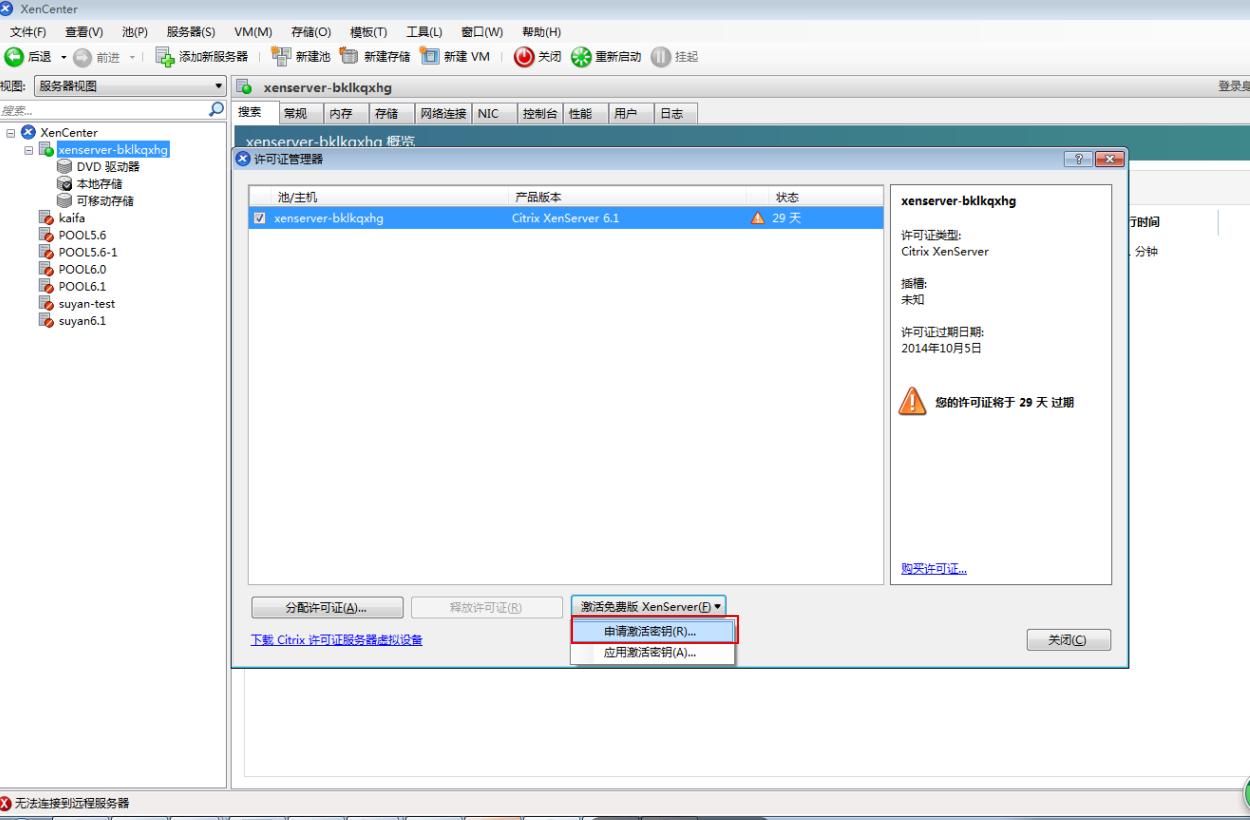 XenCenter
文件(F) 查看(V) 池(P) 服务器(S) VM(M) 存储(O) 模板(T) 工具(L) 窗口(W) 帮助(H)
后退 前进 添加新服务器 新建池 新建存储 新建 VM 关闭 重新启动 挂起
视图: 服务器视图
xenserver-bklkqxhg
登录身
搜索...
搜索 常规 内存 存储 网络连接 NIC 控制台 性能 用户 日志
XenCenter
xenserver-bklkqxhg
DVD 驱动器
本地存储
可移动存储
kaifa
POOL5.6
POOL5.6-1
POOL6.0
POOL6.1
suyan-test
suyan6.1
xenserver-bklkqxhg 概览
行时间
分钟
许可证管理器
池/主机 产品版本 状态
xenserver-bklkqxhg Citrix XenServer 6.1 29 天
xenserver-bklkqxhg
许可证类型:
Citrix XenServer
插槽:
未知
许可证过期日期:
2014年10月5日
您的许可证将于 29 天 过期
购买许可证...
分配许可证(A)... 释放许可证(R) 激活免费版 XenServer(F)
申请激活密钥(R)...
应用激活密钥(A)...
下载 Citrix 许可证服务器虚拟设备
关闭(C)
无法连接到远程服务器